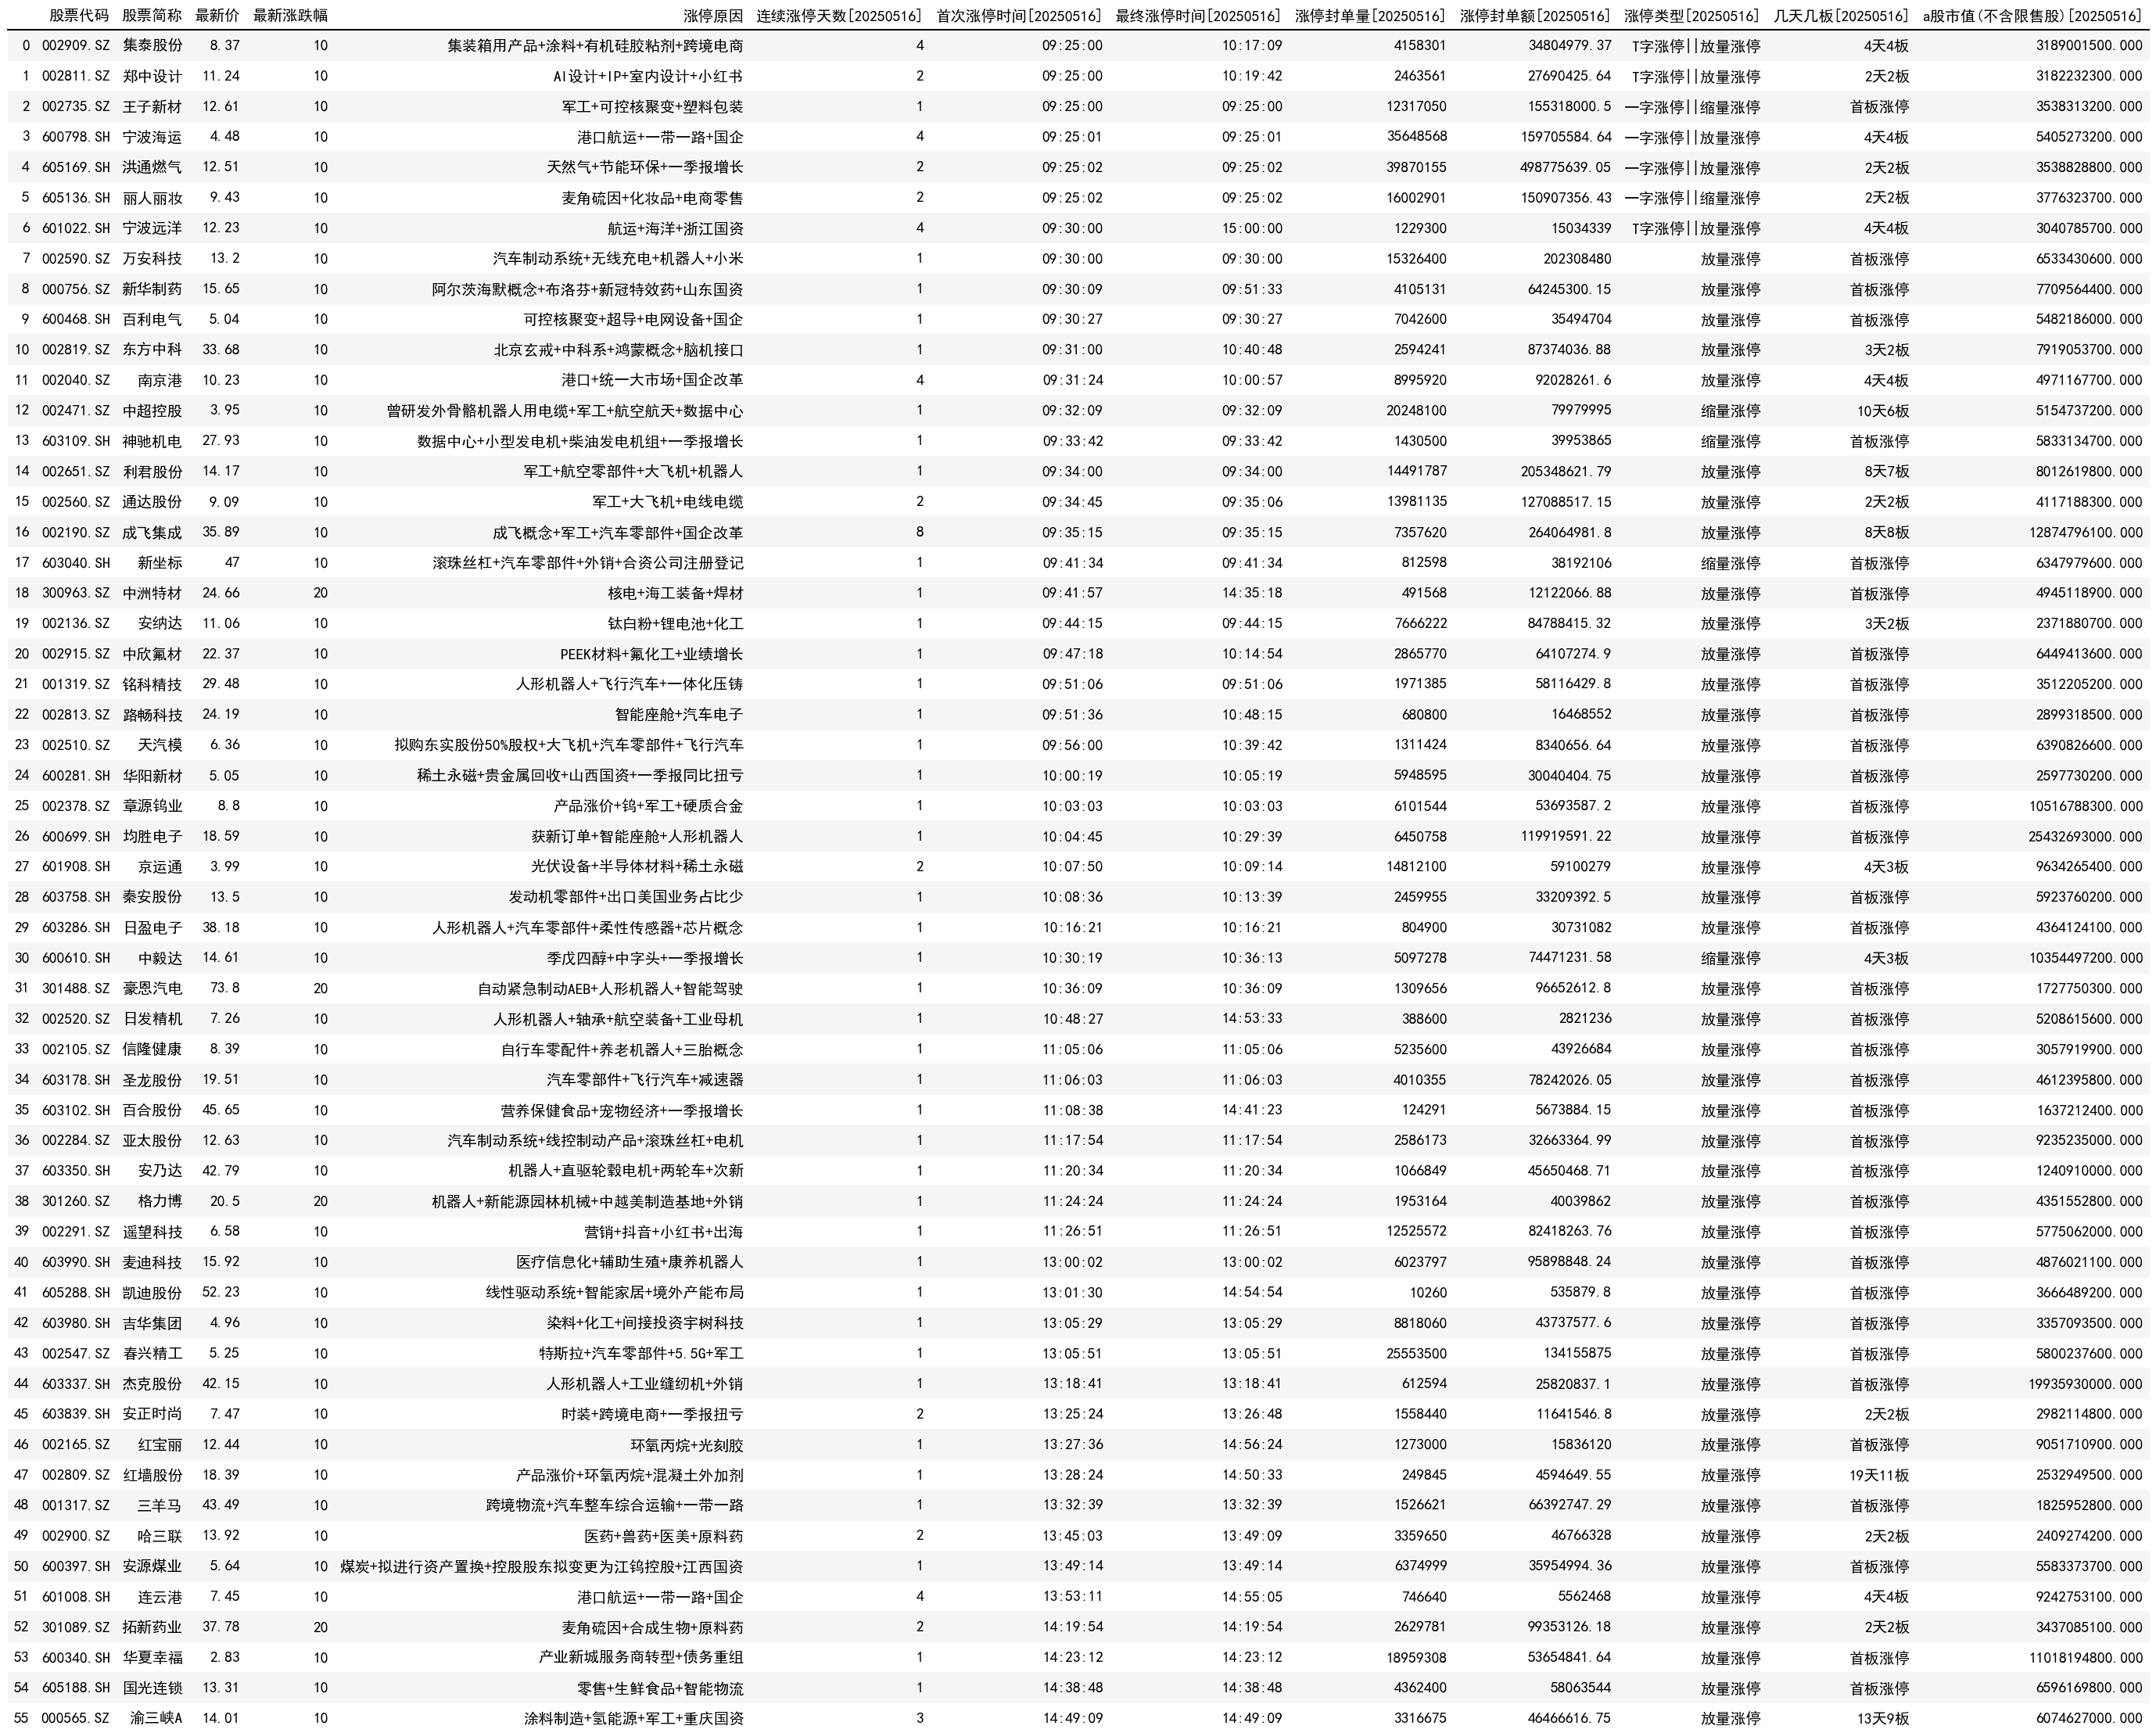 股票代码 股票简称 最新价 最新涨跌幅 涨停原因 连续涨停天数[20250516] 首次涨停时间[20250516] 最终涨停时间[20250516] 涨停封单量[20250516] 涨停封单额[20250516] 涨停类型[20250516] 几天几板[20250516] a股市值(不含限售股)[20250516]
0 002909.SZ 集泰股份 8.37 10 集装箱用产品+涂料+有机硅胶粘剂+跨境电商 4 09:25:00 10:17:09 4158301 34804979.37 T字涨停||放量涨停 4天4板 3189001500.000
1 002811.SZ 郑中设计 11.24 10 AI设计+IP+室内设计+小红书 2 09:25:00 10:19:42 2463561 27690425.64 T字涨停||放量涨停 2天2板 3182232300.000
2 002735.SZ 王子新材 12.61 10 军工+可控核聚变+塑料包装 1 09:25:00 09:25:00 12317050 155318000.5 一字涨停||缩量涨停 首板涨停 3538313200.000
3 600798.SH 宁波海运 4.48 10 港口航运+一带一路+国企 4 09:25:01 09:25:01 35648568 159705584.64 一字涨停||放量涨停 4天4板 5405273200.000
4 605169.SH 洪通燃气 12.51 10 天然气+节能环保+一季报增长 2 09:25:02 09:25:02 39870155 498775639.05 一字涨停||放量涨停 2天2板 3538828800.000
5 605136.SH 丽人丽妆 9.43 10 麦角硫因+化妆品+电商零售 2 09:25:02 09:25:02 16002901 150907356.43 一字涨停||缩量涨停 2天2板 3776323700.000
6 601022.SH 宁波远洋 12.23 10 航运+海洋+浙江国资 4 09:30:00 15:00:00 1229300 15034339 T字涨停||放量涨停 4天4板 3040785700.000
7 002590.SZ 万安科技 13.2 10 汽车制动系统+无线充电+机器人+小米 1 09:30:00 09:30:00 15326400 202308480 放量涨停 首板涨停 6533430600.000
8 000756.SZ 新华制药 15.65 10 阿尔茨海默概念+布洛芬+新冠特效药+山东国资 1 09:30:09 09:51:33 4105131 64245300.15 放量涨停 首板涨停 7709564400.000
9 600468.SH 百利电气 5.04 10 可控核聚变+超导+电网设备+国企 1 09:30:27 09:30:27 7042600 35494704 放量涨停 首板涨停 5482186000.000
10 002819.SZ 东方中科 33.68 10 北京玄戒+中科系+鸿蒙概念+脑机接口 1 09:31:00 10:40:48 2594241 87374036.88 放量涨停 3天2板 7919053700.000
11 002040.SZ 南京港 10.23 10 港口+统一大市场+国企改革 4 09:31:24 10:00:57 8995920 92028261.6 放量涨停 4天4板 4971167700.000
12 002471.SZ 中超控股 3.95 10 曾研发外骨骼机器人用电缆+军工+航空航天+数据中心 1 09:32:09 09:32:09 20248100 79979995 缩量涨停 10天6板 5154737200.000
13 603109.SH 神驰机电 27.93 10 数据中心+小型发电机+柴油发电机组+一季报增长 1 09:33:42 09:33:42 1430500 39953865 缩量涨停 首板涨停 5833134700.000
14 002651.SZ 利君股份 14.17 10 军工+航空零部件+大飞机+机器人 1 09:34:00 09:34:00 14491787 205348621.79 放量涨停 8天7板 8012619800.000
15 002560.SZ 通达股份 9.09 10 军工+大飞机+电线电缆 2 09:34:45 09:35:06 13981135 127088517.15 放量涨停 2天2板 4117188300.000
16 002190.SZ 成飞集成 35.89 10 成飞概念+军工+汽车零部件+国企改革 8 09:35:15 09:35:15 7357620 264064981.8 放量涨停 8天8板 12874796100.000
17 603040.SH 新坐标 47 10 滚珠丝杠+汽车零部件+外销+合资公司注册登记 1 09:41:34 09:41:34 812598 38192106 缩量涨停 首板涨停 6347979600.000
18 300963.SZ 中洲特材 24.66 20 核电+海工装备+焊材 1 09:41:57 14:35:18 491568 12122066.88 放量涨停 首板涨停 4945118900.000
19 002136.SZ 安纳达 11.06 10 钛白粉+锂电池+化工 1 09:44:15 09:44:15 7666222 84788415.32 放量涨停 3天2板 2371880700.000
20 002915.SZ 中欣氟材 22.37 10 PEEK材料+氟化工+业绩增长 1 09:47:18 10:14:54 2865770 64107274.9 放量涨停 首板涨停 6449413600.000
21 001319.SZ 铭科精技 29.48 10 人形机器人+飞行汽车+一体化压铸 1 09:51:06 09:51:06 1971385 58116429.8 放量涨停 首板涨停 3512205200.000
22 002813.SZ 路畅科技 24.19 10 智能座舱+汽车电子 1 09:51:36 10:48:15 680800 16468552 放量涨停 首板涨停 2899318500.000
23 002510.SZ 天汽模 6.36 10 拟购东实股份50%股权+大飞机+汽车零部件+飞行汽车 1 09:56:00 10:39:42 1311424 8340656.64 放量涨停 首板涨停 6390826600.000
24 600281.SH 华阳新材 5.05 10 稀土永磁+贵金属回收+山西国资+一季报同比扭亏 1 10:00:19 10:05:19 5948595 30040404.75 放量涨停 首板涨停 2597730200.000
25 002378.SZ 章源钨业 8.8 10 产品涨价+钨+军工+硬质合金 1 10:03:03 10:03:03 6101544 53693587.2 放量涨停 首板涨停 10516788300.000
26 600699.SH 均胜电子 18.59 10 获新订单+智能座舱+人形机器人 1 10:04:45 10:29:39 6450758 119919591.22 放量涨停 首板涨停 25432693000.000
27 601908.SH 京运通 3.99 10 光伏设备+半导体材料+稀土永磁 2 10:07:50 10:09:14 14812100 59100279 放量涨停 4天3板 9634265400.000
28 603758.SH 秦安股份 13.5 10 发动机零部件+出口美国业务占比少 1 10:08:36 10:13:39 2459955 33209392.5 放量涨停 首板涨停 5923760200.000
29 603286.SH 日盈电子 38.18 10 人形机器人+汽车零部件+柔性传感器+芯片概念 1 10:16:21 10:16:21 804900 30731082 放量涨停 首板涨停 4364124100.000
30 600610.SH 中毅达 14.61 10 季戊四醇+中字头+一季报增长 1 10:30:19 10:36:13 5097278 74471231.58 缩量涨停 4天3板 10354497200.000
31 301488.SZ 豪恩汽电 73.8 20 自动紧急制动AEB+人形机器人+智能驾驶 1 10:36:09 10:36:09 1309656 96652612.8 放量涨停 首板涨停 1727750300.000
32 002520.SZ 日发精机 7.26 10 人形机器人+轴承+航空装备+工业母机 1 10:48:27 14:53:33 388600 2821236 放量涨停 首板涨停 5208615600.000
33 002105.SZ 信隆健康 8.39 10 自行车零配件+养老机器人+三胎概念 1 11:05:06 11:05:06 5235600 43926684 放量涨停 首板涨停 3057919900.000
34 603178.SH 圣龙股份 19.51 10 汽车零部件+飞行汽车+减速器 1 11:06:03 11:06:03 4010355 78242026.05 放量涨停 首板涨停 4612395800.000
35 603102.SH 百合股份 45.65 10 营养保健食品+宠物经济+一季报增长 1 11:08:38 14:41:23 124291 5673884.15 放量涨停 首板涨停 1637212400.000
36 002284.SZ 亚太股份 12.63 10 汽车制动系统+线控制动产品+滚珠丝杠+电机 1 11:17:54 11:17:54 2586173 32663364.99 放量涨停 首板涨停 9235235000.000
37 603350.SH 安乃达 42.79 10 机器人+直驱轮毂电机+两轮车+次新 1 11:20:34 11:20:34 1066849 45650468.71 放量涨停 首板涨停 1240910000.000
38 301260.SZ 格力博 20.5 20 机器人+新能源园林机械+中越美制造基地+外销 1 11:24:24 11:24:24 1953164 40039862 放量涨停 首板涨停 4351552800.000
39 002291.SZ 遥望科技 6.58 10 营销+抖音+小红书+出海 1 11:26:51 11:26:51 12525572 82418263.76 放量涨停 首板涨停 5775062000.000
40 603990.SH 麦迪科技 15.92 10 医疗信息化+辅助生殖+康养机器人 1 13:00:02 13:00:02 6023797 95898848.24 放量涨停 首板涨停 4876021100.000
41 605288.SH 凯迪股份 52.23 10 线性驱动系统+智能家居+境外产能布局 1 13:01:30 14:54:54 10260 535879.8 放量涨停 首板涨停 3666489200.000
42 603980.SH 吉华集团 4.96 10 染料+化工+间接投资宇树科技 1 13:05:29 13:05:29 8818060 43737577.6 放量涨停 首板涨停 3357093500.000
43 002547.SZ 春兴精工 5.25 10 特斯拉+汽车零部件+5.5G+军工 1 13:05:51 13:05:51 25553500 134155875 放量涨停 首板涨停 5800237600.000
44 603337.SH 杰克股份 42.15 10 人形机器人+工业缝纫机+外销 1 13:18:41 13:18:41 612594 25820837.1 放量涨停 首板涨停 19935930000.000
45 603839.SH 安正时尚 7.47 10 时装+跨境电商+一季报扭亏 2 13:25:24 13:26:48 1558440 11641546.8 放量涨停 2天2板 2982114800.000
46 002165.SZ 红宝丽 12.44 10 环氧丙烷+光刻胶 1 13:27:36 14:56:24 1273000 15836120 放量涨停 首板涨停 9051710900.000
47 002809.SZ 红墙股份 18.39 10 产品涨价+环氧丙烷+混凝土外加剂 1 13:28:24 14:50:33 249845 4594649.55 放量涨停 19天11板 2532949500.000
48 001317.SZ 三羊马 43.49 10 跨境物流+汽车整车综合运输+一带一路 1 13:32:39 13:32:39 1526621 66392747.29 放量涨停 首板涨停 1825952800.000
49 002900.SZ 哈三联 13.92 10 医药+兽药+医美+原料药 2 13:45:03 13:49:09 3359650 46766328 放量涨停 2天2板 2409274200.000
50 600397.SH 安源煤业 5.64 10 煤炭+拟进行资产置换+控股股东拟变更为江钨控股+江西国资 1 13:49:14 13:49:14 6374999 35954994.36 放量涨停 首板涨停 5583373700.000
51 601008.SH 连云港 7.45 10 港口航运+一带一路+国企 4 13:53:11 14:55:05 746640 5562468 放量涨停 4天4板 9242753100.000
52 301089.SZ 拓新药业 37.78 20 麦角硫因+合成生物+原料药 2 14:19:54 14:19:54 2629781 99353126.18 放量涨停 2天2板 3437085100.000
53 600340.SH 华夏幸福 2.83 10 产业新城服务商转型+债务重组 1 14:23:12 14:23:12 18959308 53654841.64 放量涨停 首板涨停 11018194800.000
54 605188.SH 国光连锁 13.31 10 零售+生鲜食品+智能物流 1 14:38:48 14:38:48 4362400 58063544 放量涨停 首板涨停 6596169800.000
55 000565.SZ 渝三峡A 14.01 10 涂料制造+氢能源+军工+重庆国资 3 14:49:09 14:49:09 3316675 46466616.75 放量涨停 13天9板 6074627000.000